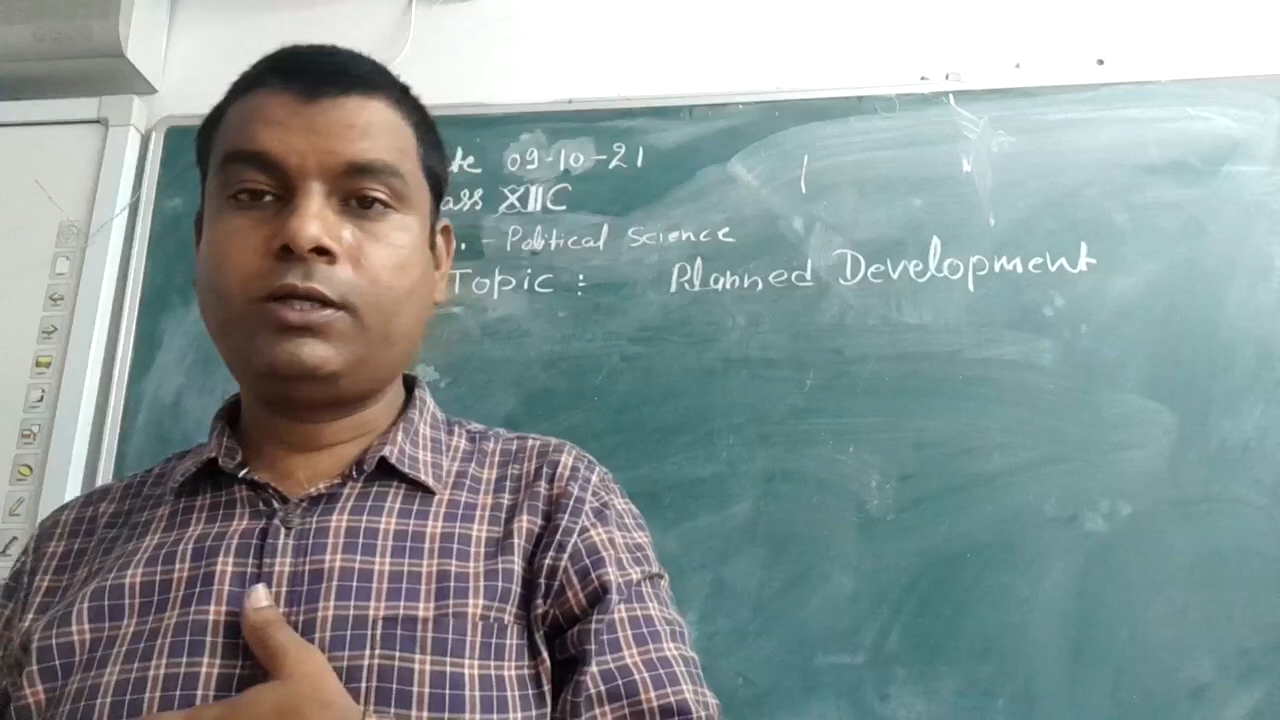 te 09-10-21
ass XIIC
. - Political Science
Topic :- Planned Development